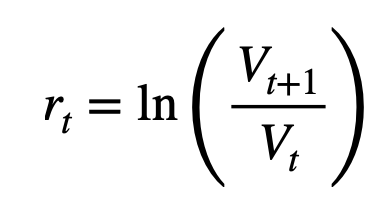 r_t = ln(V_{t+1}/V_t)